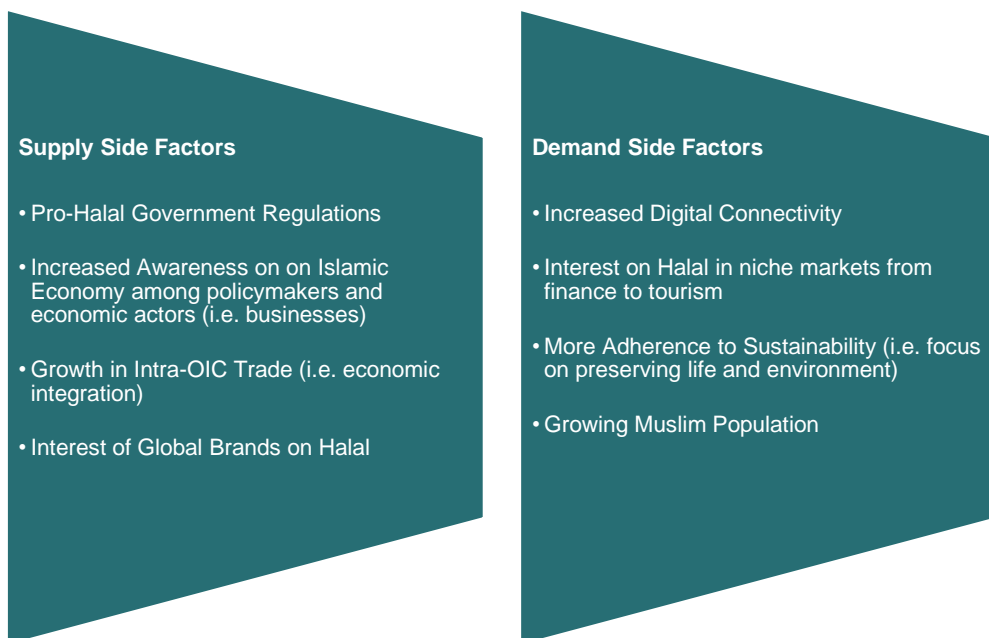 Supply Side Factors
• Pro-Halal Government Regulations
• Increased Awareness on on Islamic
Economy among policymakers and
economic actors (i.e. businesses)
• Growth in Intra-OIC Trade (i.e. economic
integration)
• Interest of Global Brands on Halal
Demand Side Factors
• Increased Digital Connectivity
• Interest on Halal in niche markets from
finance to tourism
• More Adherence to Sustainability (i.e. focus
on preserving life and environment)
• Growing Muslim Population